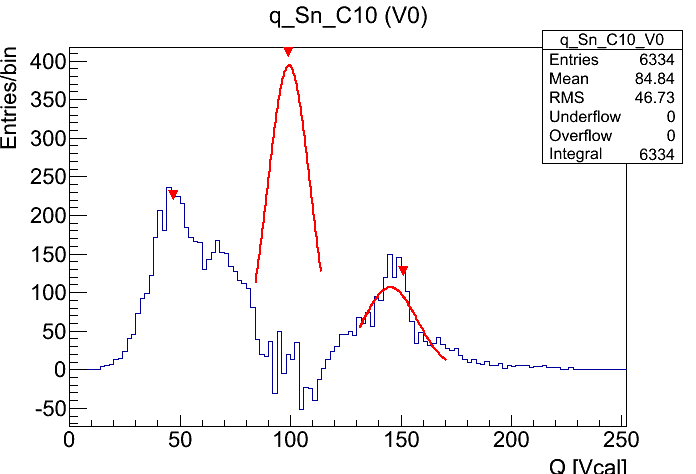 q_Sn_C10 (V0)
q_Sn_C10_V0
Entries 6334
Mean 84.84
RMS 46.73
Underflow 0
Overflow 0
Integral 6334
Entries/bin
400
350
300
250
200
150
100
50
0
-50
0 50 100 150 200 250
Q [Vcal]